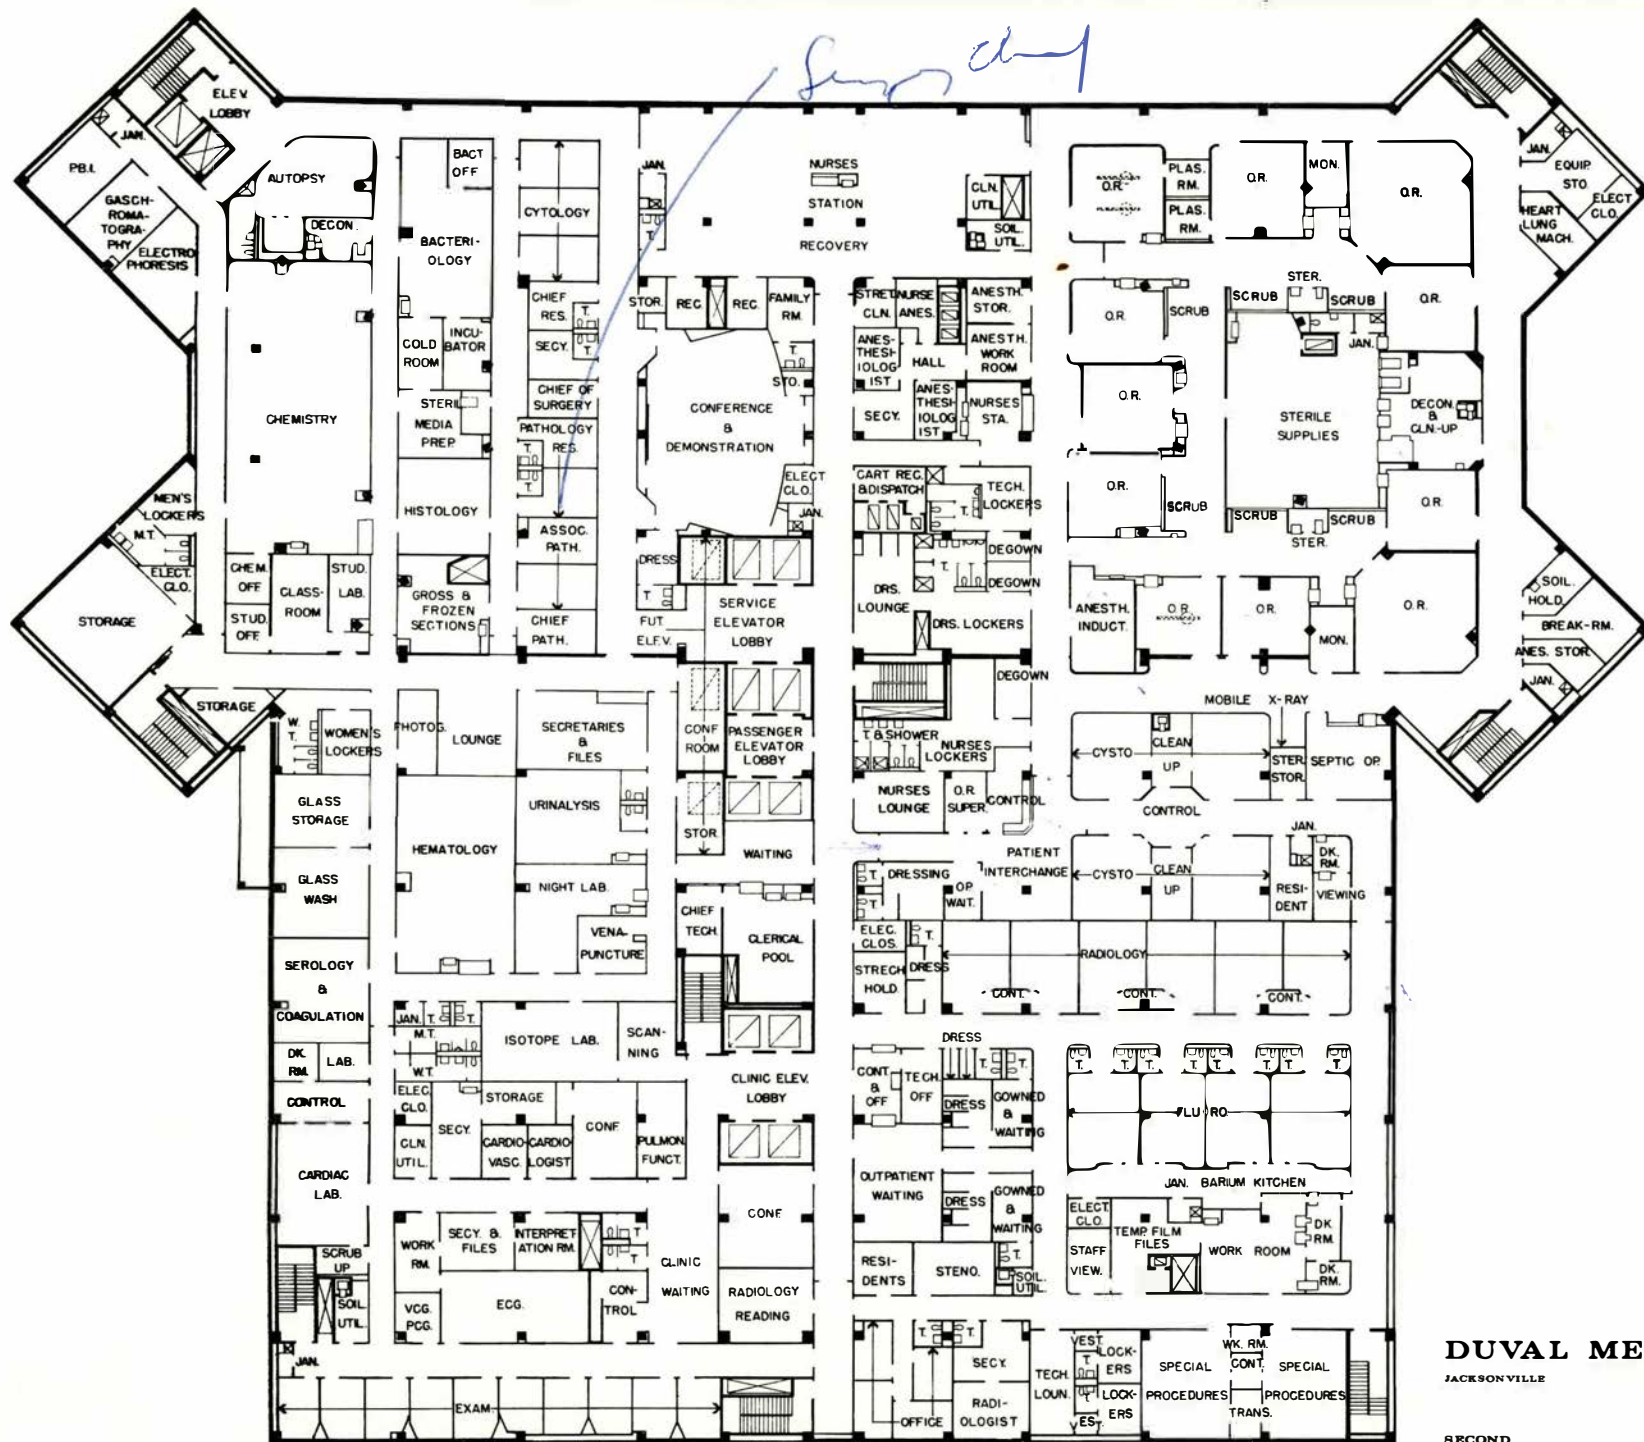 ELEV.
LOBBY
JAN.
P.B.I.
GASCH-
ROMA-
TOGRA-
PHY
ELECTRO
PHORESIS
AUTOPSY
DECON.
BACT
OFF
BACTERI-
OLOGY
COLD
ROOM
INCU-
BATOR
STERIL
MEDIA
PREP
HISTOLOGY
GROSS &
FROZEN
SECTIONS
CHEMISTRY
CHEM.
OFF
STUD.
OFF.
CLASS-
ROOM
STUD.
LAB.
MEN'S
LOCKERS
M.T.
ELECT.
CLO.
STORAGE
STORAGE
CYTOLOGY
CHIEF
RES.
T.
SECY.
T.
CHIEF OF
SURGERY
PATHOLOGY
RES.
T.
T.
ASSOC.
PATH.
CHIEF
PATH.
JAN.
T.
NURSES
STATION
RECOVERY
CLN.
UTIL.
SOIL.
UTIL.
STOR.
REC.
REC.
FAMILY
RM.
T.
STO.
CONFERENCE
&
DEMONSTRATION
ELECT
CLO.
JAN.
DRESS
T.
FUT.
ELEV.
SERVICE
ELEVATOR
LOBBY
STRET.
CLN.
NURSE
ANES.
ANESTH.
STOR.
ANES-
THESI-
IOLOG
IST
HALL
ANESTH.
WORK
ROOM
SECY.
ANES-
THESI-
IOLOG
IST
NURSES
STA.
CART REC.
& DISPATCH
TECH.
LOCKERS
T.
DEGOWN
T.
DEGOWN
DRS.
LOUNGE
DRS. LOCKERS
DEGOWN
O.R.
PLAS.
RM.
PLAS.
RM.
O.R.
MON.
O.R.
O.R.
SCRUB
SCRUB
STER.
SCRUB
O.R.
JAN.
O.R.
STERILE
SUPPLIES
DECON.
&
CLN.-UP
O.R.
SCRUB
SCRUB
STER.
SCRUB
O.R.
ANESTH.
INDUCT.
O.R.
O.R.
MON.
O.R.
JAN.
EQUIP.
STO.
ELECT
CLO.
HEART
LUNG
MACH.
SOIL.
HOLD.
BREAK-RM.
ANES. STOR.
JAN.
W.
T.
WOMEN'S
LOCKERS
PHOTOG.
LOUNGE
SECRETARIES
&
FILES
CONF
ROOM
PASSENGER
ELEVATOR
LOBBY
T. & SHOWER
NURSES
LOCKERS
NURSES
LOUNGE
O.R.
SUPER.
CONTROL
MOBILE X-RAY
CYSTO
CLEAN
UP
STER.
STOR.
SEPTIC OP.
CONTROL
GLASS
STORAGE
GLASS
WASH
HEMATOLOGY
URINALYSIS
NIGHT LAB.
VENA-
PUNCTURE
STOR.
WAITING
CHIEF
TECH.
CLERICAL
POOL
PATIENT
INTERCHANGE
T.
T.
DRESSING
OP.
WAIT.
CYSTO
CLEAN
UP
JAN.
DK.
RM.
RESI-
DENT
VIEWING
ELEC.
CLOS.
T.
STRECH
HOLD.
DRESS
RADIOLOGY
CONT.
CONT.
CONT.
SEROLOGY
&
COAGULATION
DK.
RM.
LAB.
CONTROL
CARDIAC
LAB.
SCRUB
UP
SOIL.
UTIL.
JAN.
JAN.
T.
T.
M.T.
W.T.
ISOTOPE LAB.
SCAN-
NING
ELEC.
CLO.
SECY.
STORAGE
CLN.
UTIL.
CARDIO
VASC.
CARDIO
LOGIST
CONF.
PULMON.
FUNCT.
CLINIC ELEV.
LOBBY
CONF.
WORK
RM.
SECY. &
FILES
INTERPRET
ATION RM.
T
T
CLINIC
WAITING
VCG.
PCG.
ECG.
CON-
TROL
RADIOLOGY
READING
EXAM.
DRESS
CONT.
&
OFF
TECH.
OFF
T.
T.
DRESS
GOWNED
&
WAITING
OUTPATIENT
WAITING
DRESS
GOWNED
&
WAITING
RESI-
DENTS
STENO.
T.
SOIL.
UTIL.
T.
T.
T.
T.
T.
T.
T.
T.
FLUORO.
JAN. BARIUM KITCHEN
ELECT.
CLO.
STAFF
VIEW.
TEMP. FILM
FILES
WORK ROOM
DK.
RM.
DK.
RM.
T.
T.
SECY.
OFFICE
RADI-
OLOGIST
TECH.
LOUN.
VEST.
T.
LOCK-
ERS
T.
LOCK-
ERS
VEST.
SPECIAL
PROCEDURES
WK. RM.
CONT.
TRANS.
SPECIAL
PROCEDURES
DUVAL ME
JACKSONVILLE
SECOND